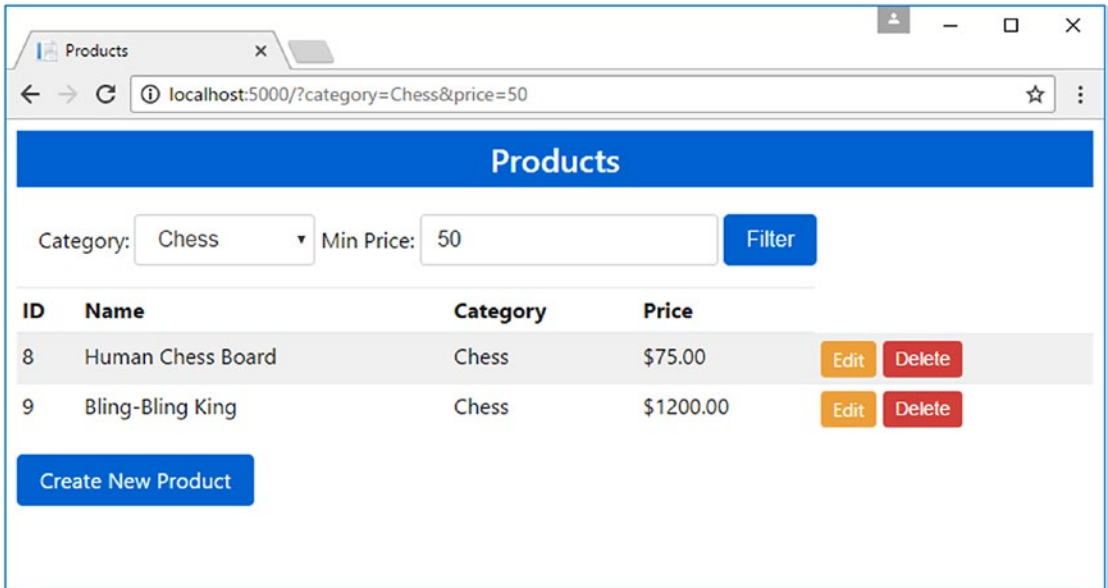 Products
localhost:5000/?category=Chess&price=50
Products
Category: Chess Min Price: 50 Filter
ID Name Category Price
8 Human Chess Board Chess $75.00 Edit Delete
9 Bling-Bling King Chess $1200.00 Edit Delete
Create New Product